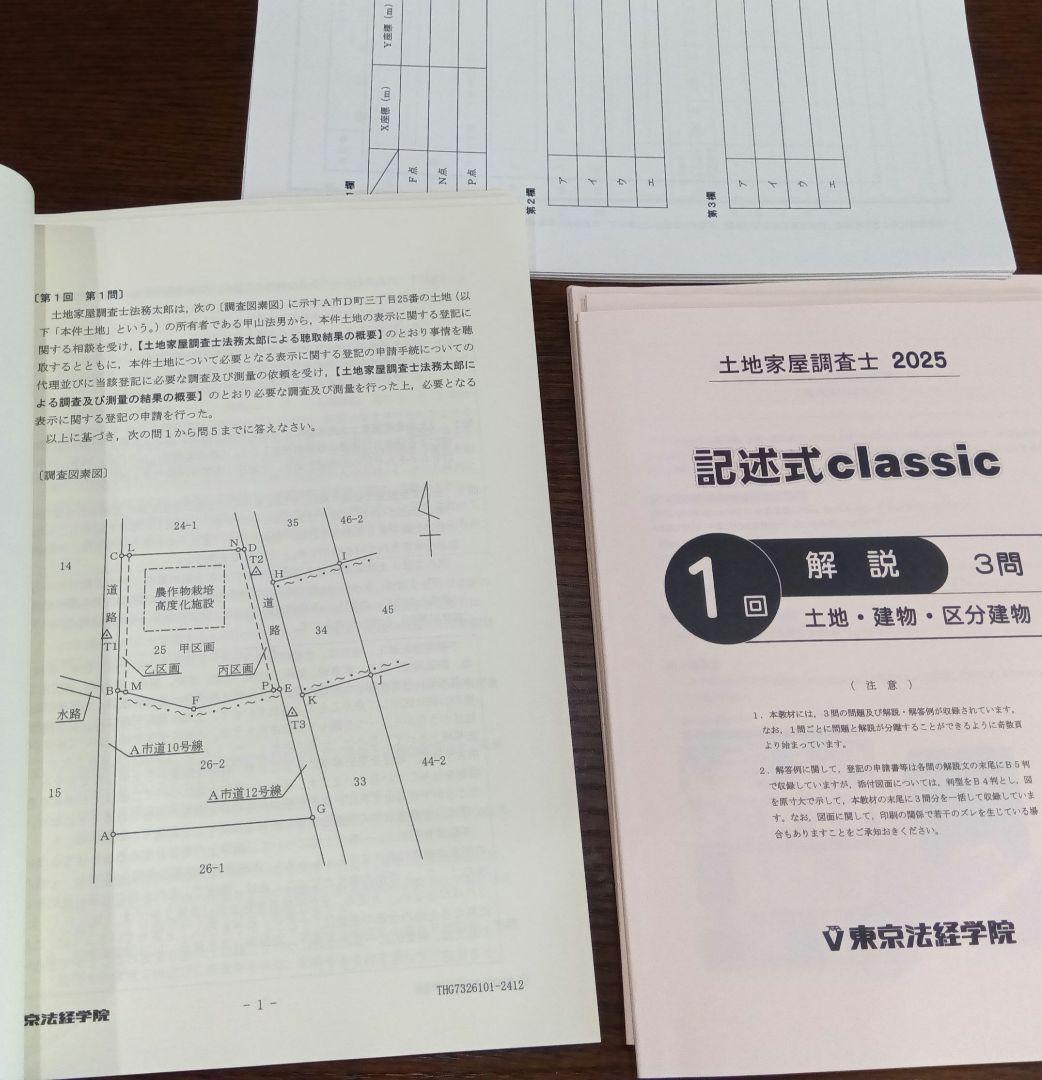 Y座標（m）
X座標（m）
F点
N点
P点
1欄
第2欄
ア
イ
ウ
エ
第3欄
ア
イ
ウ
エ
〔第1回　第1問〕
土地家屋調査士法務太郎は，次の〔調査図素図〕に示すA市D町三丁目25番の土地（以
下「本件土地」という。）の所有者である甲山法男から，本件土地の表示に関する登記に
関する相談を受け，【土地家屋調査士法務太郎による聴取結果の概要】のとおり事情を聴
取するとともに，本件土地について必要となる表示に関する登記の申請手続についての
代理並びに当該登記に必要な調査及び測量の依頼を受け，【土地家屋調査士法務太郎に
よる調査及び測量の結果の概要】のとおり必要な調査及び測量を行った上，必要となる
表示に関する登記の申請を行った。
以上に基づき，次の問1から問5までに答えなさい。
〔調査図素図〕
24-1
35
46-2
14
C
L
N
D
T2
I
H
道路
農作物栽培
高度化施設
道路
45
T1
25　甲区画
34
乙区画
丙区画
B
M
F
P
E
K
J
水路
T3
A市道10号線
26-2
44-2
15
A市道12号線
33
A
G
26-1
THG7326101-2412
- 1 -
京法経学院
土地家屋調査士 2025
記述式classic
1回
解説
3問
土地・建物・区分建物
（注意）
1．本教材には，3問の問題及び解説・解答例が収録されています。
なお，1問ごとに問題と解説が分離することができるように奇数頁
より始まっています。
2．解答例に関して，登記の申請書等は各問の解説文の末尾にB5判
で収録していますが，添付図面については，判型をB4判とし，図
を原寸大で示して，本教材の末尾に3問分を一括して収録していま
す。なお，図面に関して，印刷の関係で若干のズレを生じている場
合もありますことをご承知おきください。
東京法経学院